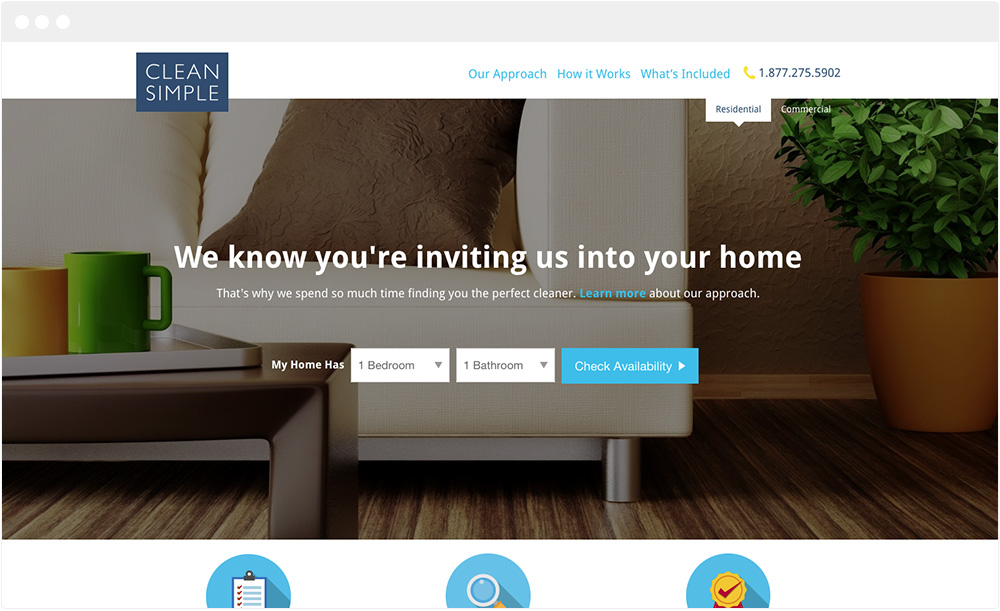 CLEAN
SIMPLE
Our Approach How it Works What's Included 1.877.275.5902
Residential Commercial
We know you're inviting us into your home
That's why we spend so much time finding you the perfect cleaner. Learn more about our approach.
My Home Has 1 Bedroom 1 Bathroom Check Availability